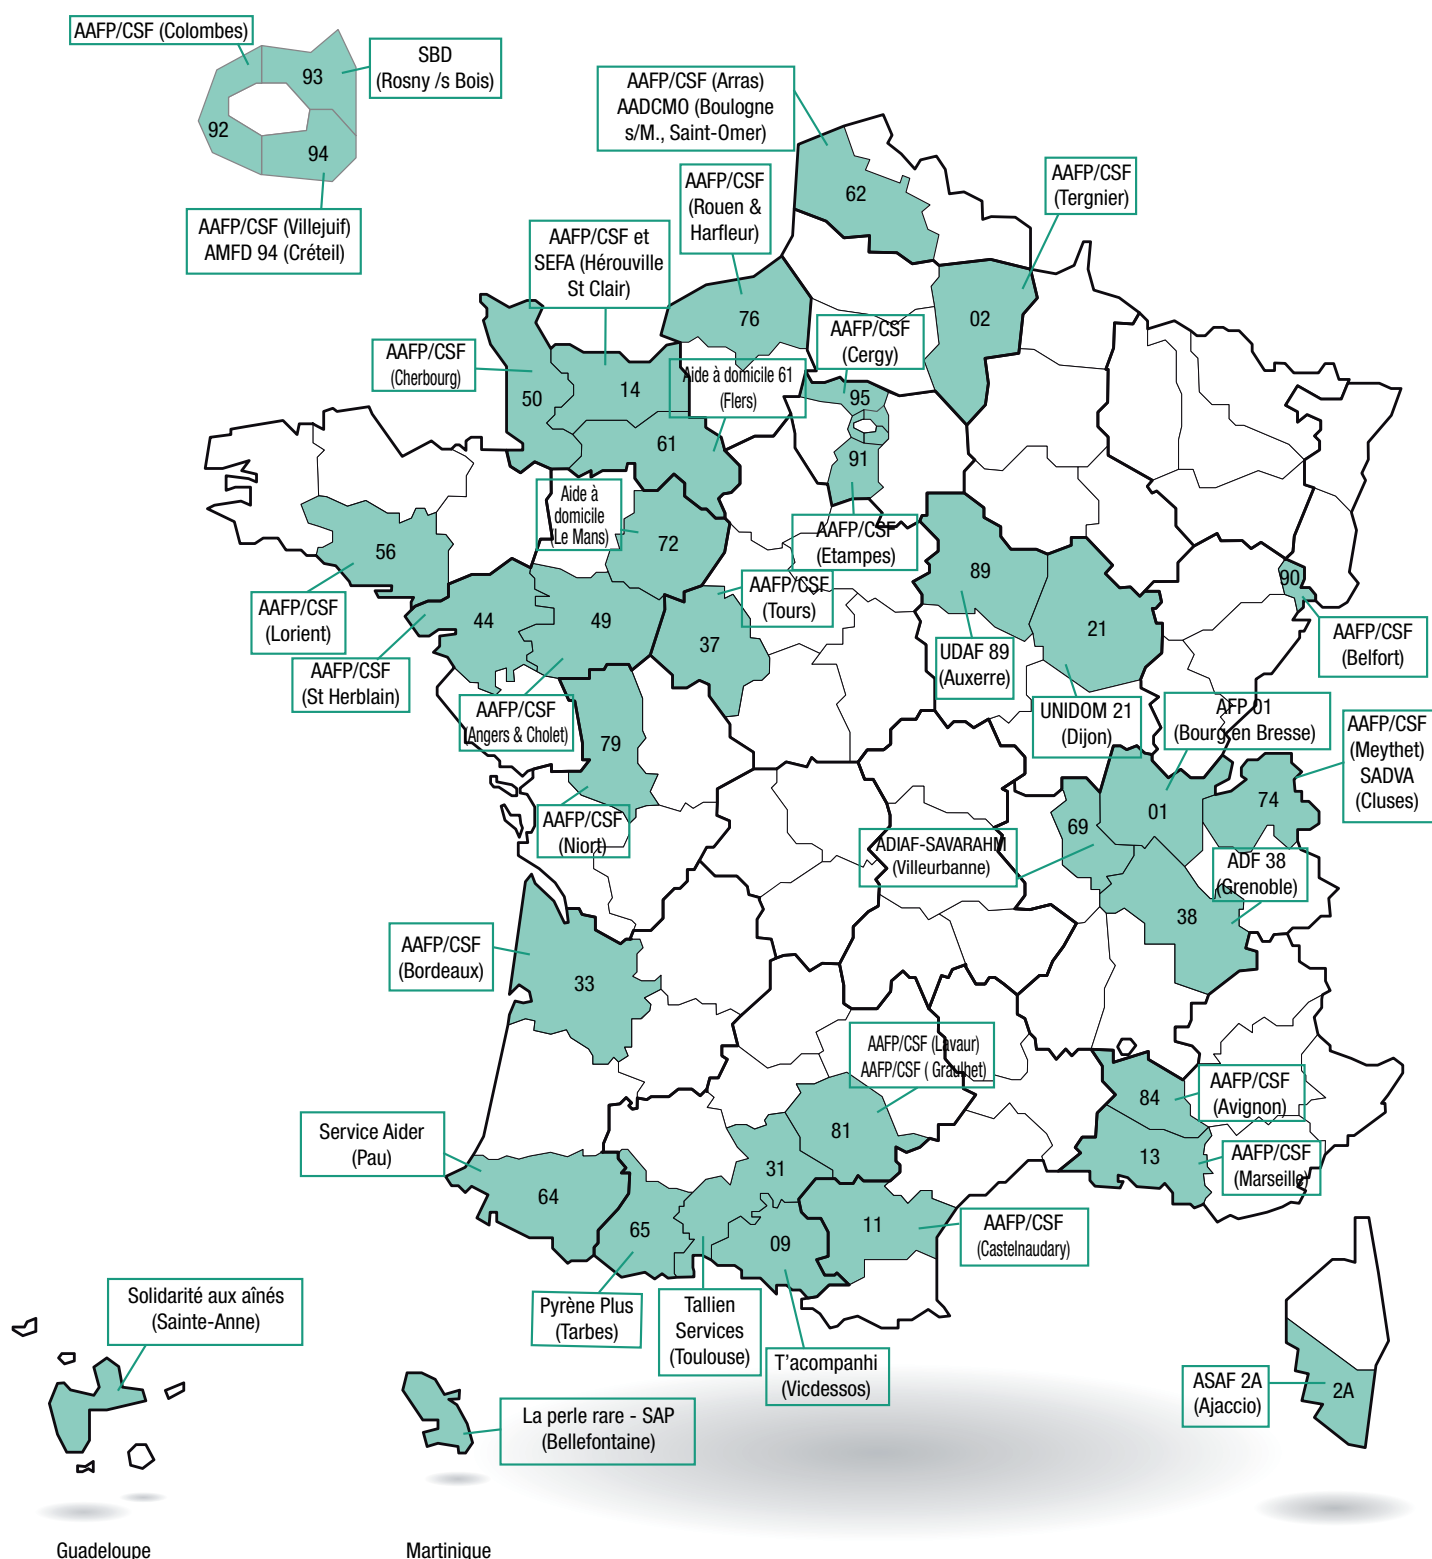 AAFP/CSF (Colombes)
SBD
(Rosny /s Bois)
93
92
94
AAFP/CSF (Villejuif)
AMFD 94 (Créteil)
AAFP/CSF (Arras)
AADCMO (Boulogne
s/M., Saint-Omer)
62
AAFP/CSF
(Tergnier)
AAFP/CSF
(Rouen &
Harfleur)
AAFP/CSF et
SEFA (Hérouville
St Clair)
76
02
AAFP/CSF
(Cergy)
AAFP/CSF
(Cherbourg)
Aide à domicile 61
(Flers)
50
14
95
61
91
Aide à
domicile
(Le Mans)
72
AAFP/CSF
(Etampes)
56
89
90
AAFP/CSF
(Tours)
AAFP/CSF
(Lorient)
44
49
37
21
AAFP/CSF
(Belfort)
UDAF 89
(Auxerre)
AAFP/CSF
(St Herblain)
AAFP/CSF
(Angers & Cholet)
UNIDOM 21
(Dijon)
AFP 01
(Bourg en Bresse)
AAFP/CSF
(Meythet)
SADVA
(Cluses)
79
01
74
69
AAFP/CSF
(Niort)
ADIAF-SAVARAHM
(Villeurbanne)
ADF 38
(Grenoble)
38
AAFP/CSF
(Bordeaux)
33
AAFP/CSF (Lavaur)
AAFP/CSF ( Graulhet)
AAFP/CSF
(Avignon)
84
81
Service Aider
(Pau)
13
AAFP/CSF
(Marseille)
31
64
65
09
11
AAFP/CSF
(Castelnaudary)
Solidarité aux aînés
(Sainte-Anne)
Pyrène Plus
(Tarbes)
Tallien
Services
(Toulouse)
T'acompanhi
(Vicdessos)
ASAF 2A
(Ajaccio)
2A
La perle rare - SAP
(Bellefontaine)
Guadeloupe
Martinique